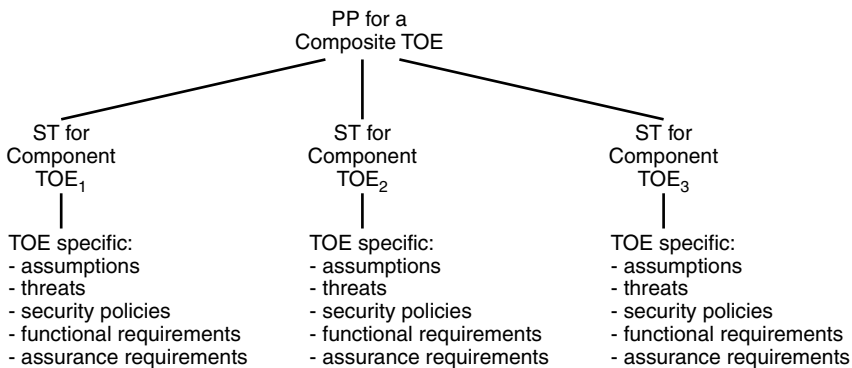 PP for a
Composite TOE
ST for
Component
TOE₁
TOE specific:
- assumptions
- threats
- security policies
- functional requirements
- assurance requirements
ST for
Component
TOE₂
TOE specific:
- assumptions
- threats
- security policies
- functional requirements
- assurance requirements
ST for
Component
TOE₃
TOE specific:
- assumptions
- threats
- security policies
- functional requirements
- assurance requirements